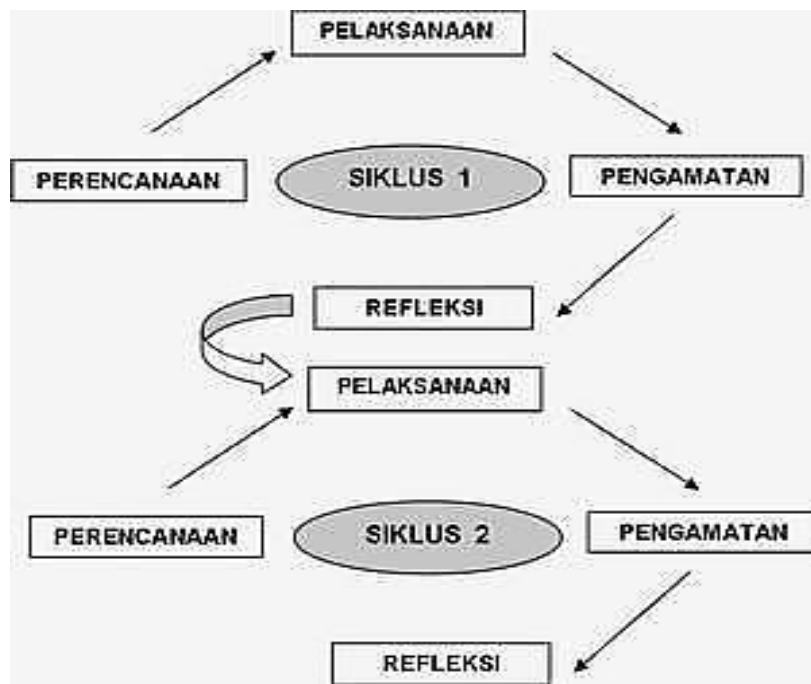 PELAKSANAAN
PERENCANAAN
SIKLUS 1
PENGAMATAN
REFLEKSI
PELAKSANAAN
PERENCANAAN
SIKLUS 2
PENGAMATAN
REFLEKSI